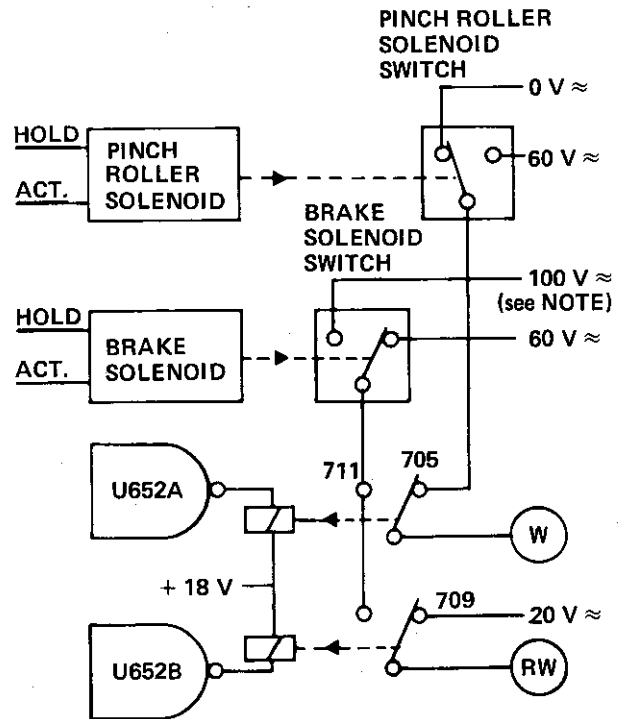 PINCH ROLLER
SOLENOID
SWITCH
0 V ≈
HOLD
PINCH
ROLLER
SOLENOID
ACT.
60 V ≈
BRAKE
SOLENOID
SWITCH
100 V ≈
(see NOTE)
HOLD
BRAKE
SOLENOID
ACT.
60 V ≈
711
705
U652A
W
+ 18 V
709
20 V ≈
U652B
RW